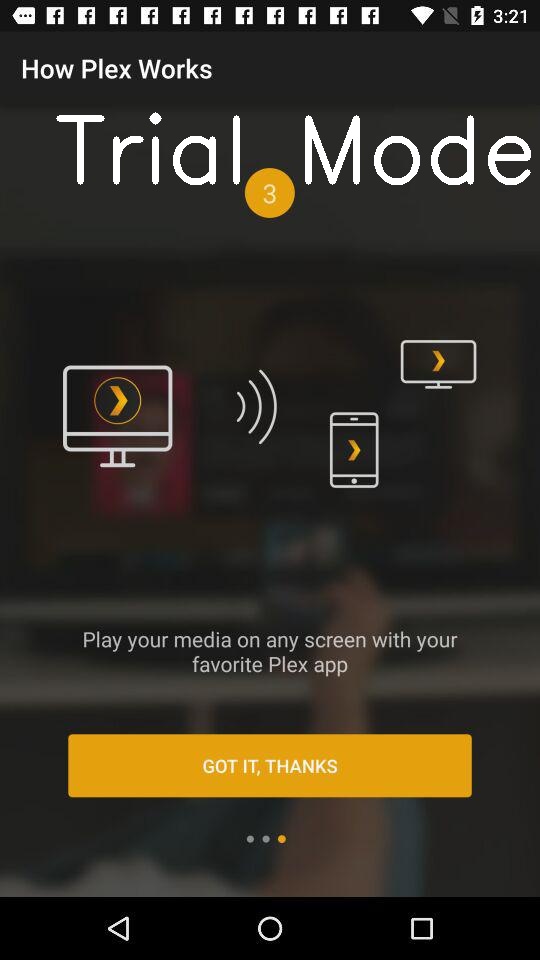 3:21
How Plex Works
Trial Mode
3
Play your media on any screen with your
favorite Plex app
GOT IT, THANKS